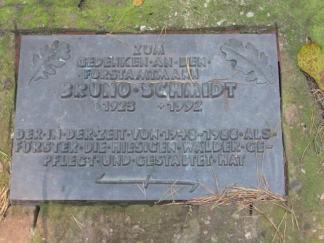 ZUM
GEDENKEN·AN·DEN
FORSTAMTMANN
BRUNO·SCHMIDT
1923 * 1992
DER·IN·DER·ZEIT·VON·1948-1988·ALS·
FÖRSTER·DIE·HIESIGEN·WÄLDER·GE-
PFLEGT·UND·GESTALTET·HAT